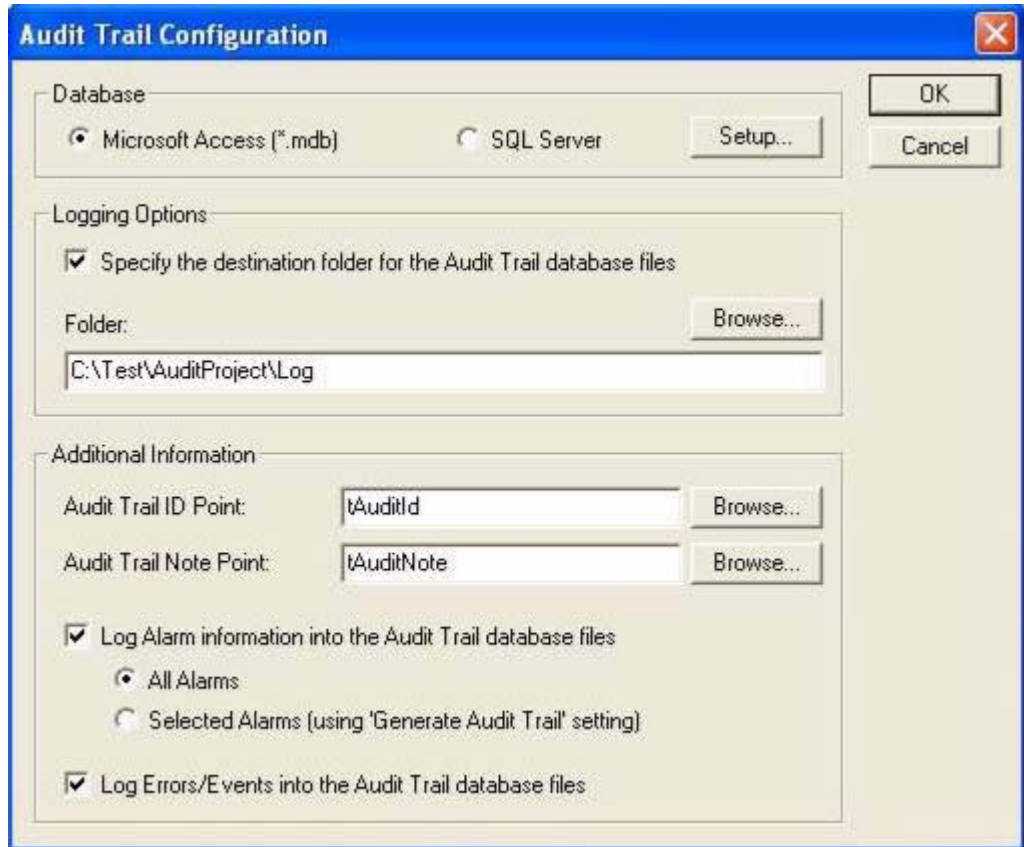 Audit Trail Configuration
Database
OK
Microsoft Access (*.mdb)
SQL Server
Setup...
Cancel
Logging Options
Specify the destination folder for the Audit Trail database files
Folder:
Browse...
C:\Test\AuditProject\Log
Additional Information
Audit Trail ID Point:
tAuditId
Browse...
Audit Trail Note Point:
tAuditNote
Browse...
Log Alarm information into the Audit Trail database files
All Alarms
Selected Alarms (using 'Generate Audit Trail' setting)
Log Errors/Events into the Audit Trail database files